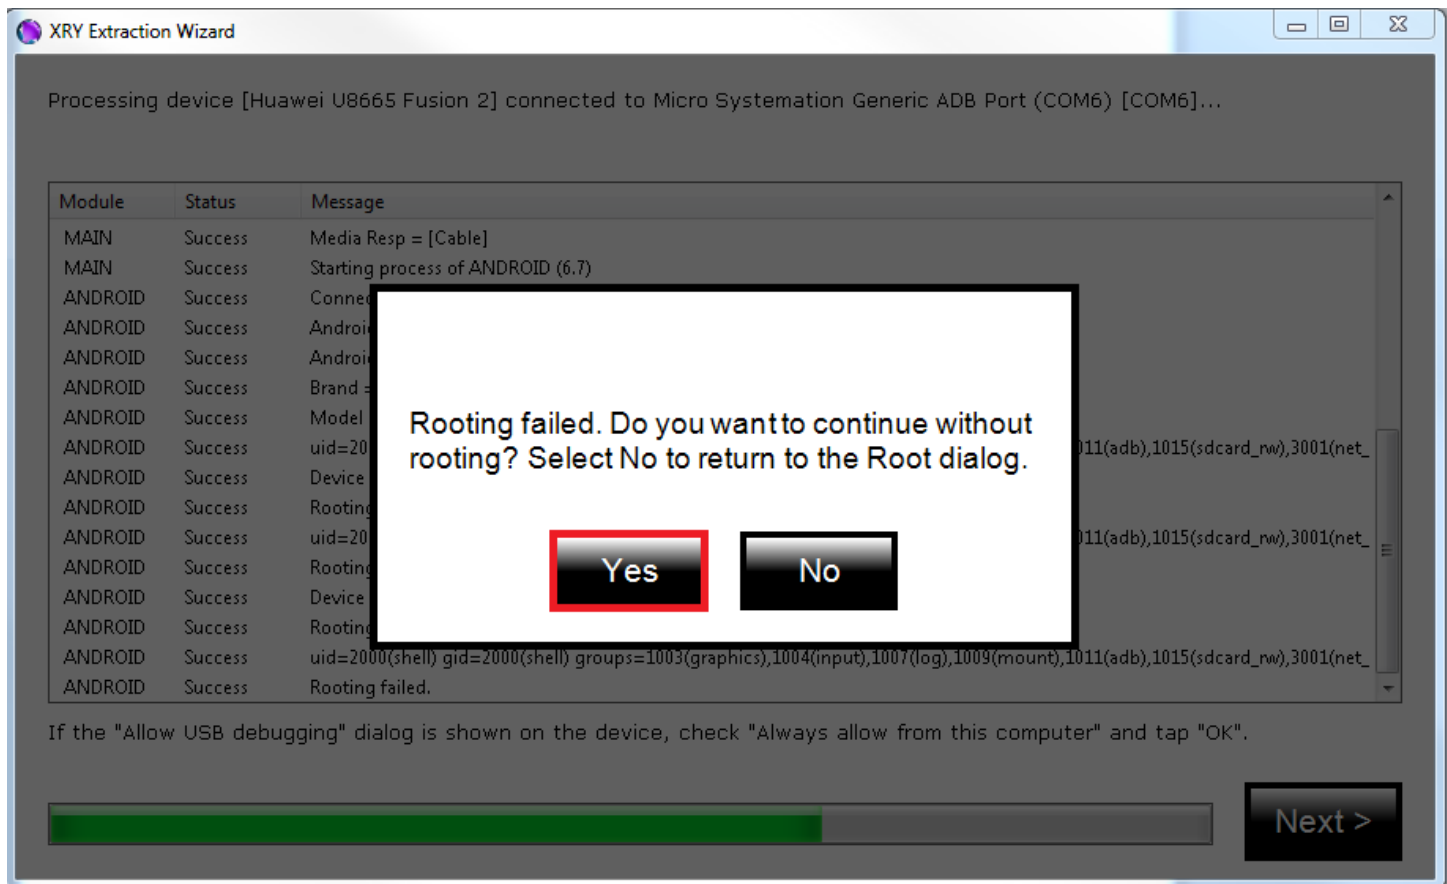 XRY Extraction Wizard
Processing device [Huawei U8665 Fusion 2] connected to Micro Systemation Generic ADB Port (COM6) [COM6]...
Module Status Message
MAIN Success Media Resp = [Cable]
MAIN Success Starting process of ANDROID (6.7)
ANDROID Success Connec
ANDROID Success Androi
ANDROID Success Androi
ANDROID Success Brand =
ANDROID Success Model
ANDROID Success uid=20 011(adb),1015(sdcard_rw),3001(net_
ANDROID Success Device
ANDROID Success Rooting
ANDROID Success uid=20 011(adb),1015(sdcard_rw),3001(net_
ANDROID Success Rooting
ANDROID Success Device
ANDROID Success Rooting
ANDROID Success uid=2000(shell) gid=2000(shell) groups=1003(graphics),1004(input),1007(log),1009(mount),1011(adb),1015(sdcard_rw),3001(net_
ANDROID Success Rooting failed.
Rooting failed. Do you want to continue without
rooting? Select No to return to the Root dialog.
Yes No
If the "Allow USB debugging" dialog is shown on the device, check "Always allow from this computer" and tap "OK".
Next >